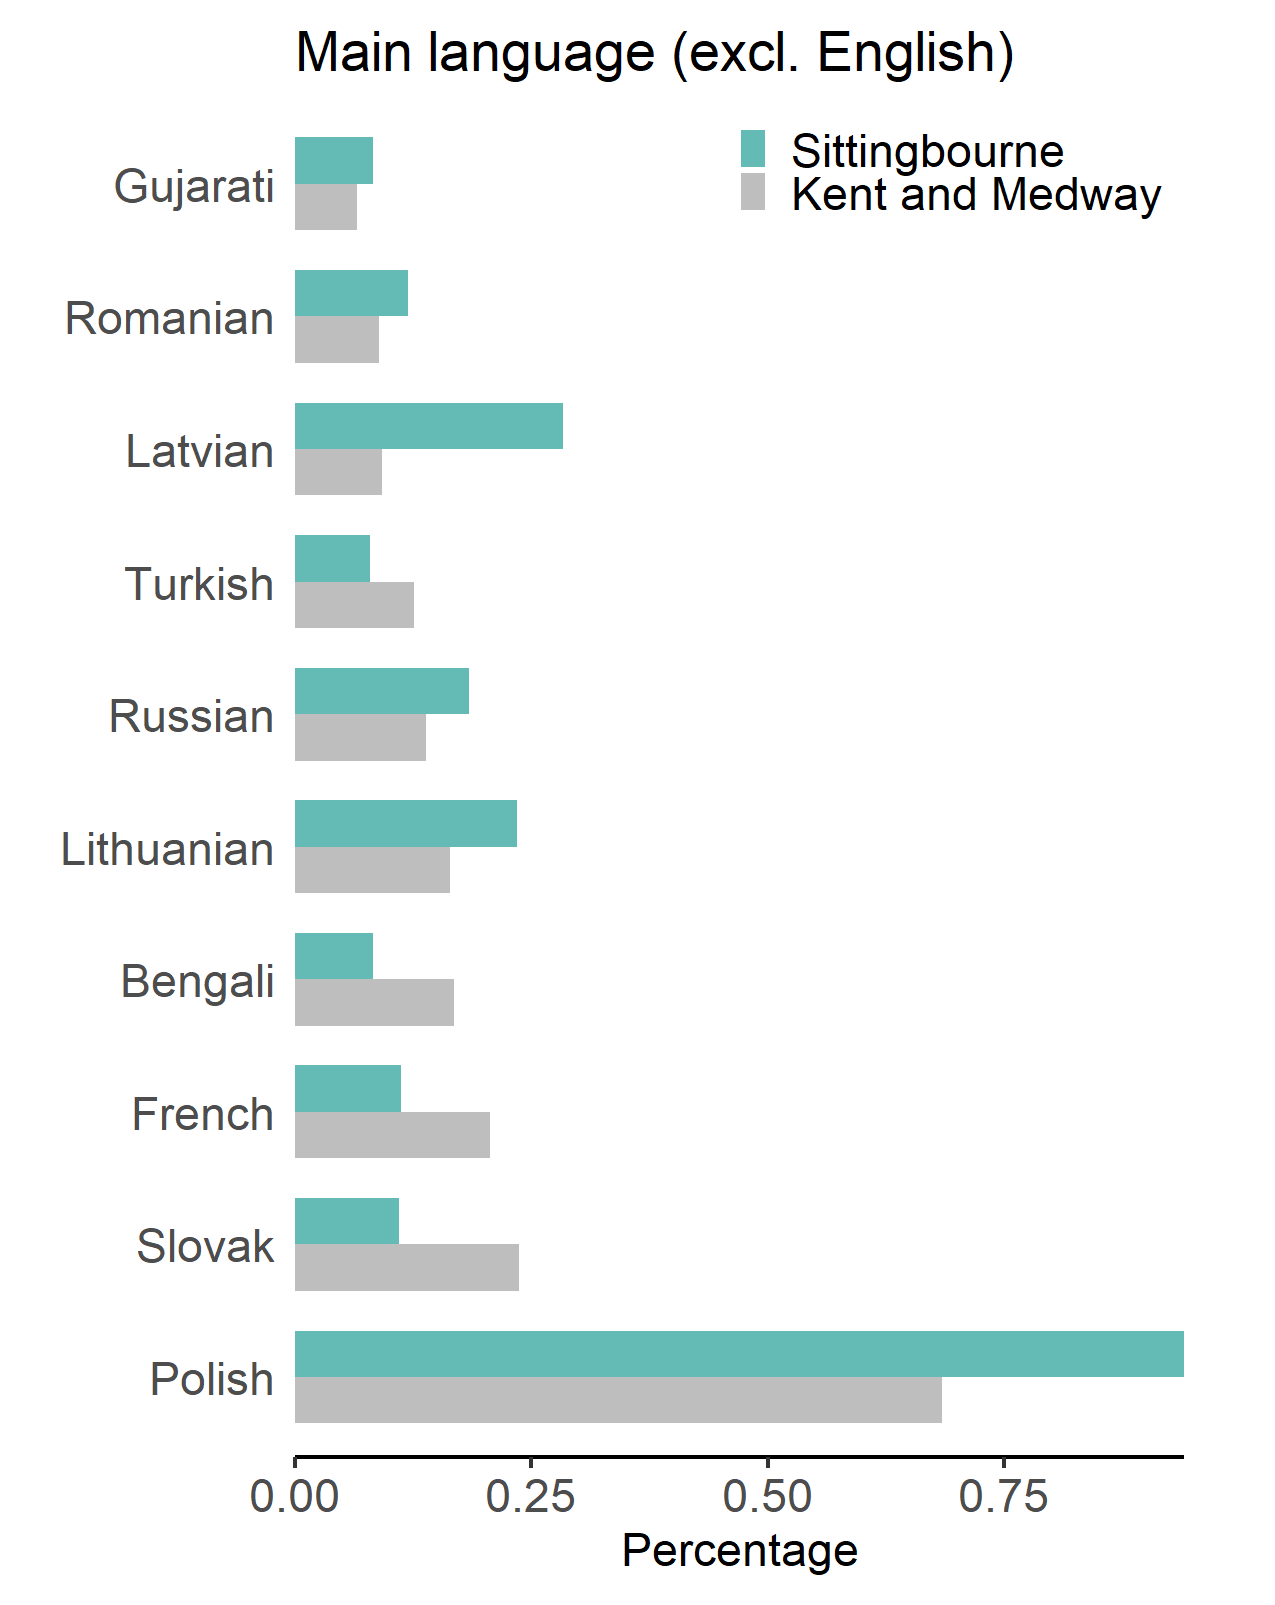 Main language (excl. English)
Sittingbourne
Kent and Medway
Gujarati
Romanian
Latvian
Turkish
Russian
Lithuanian
Bengali
French
Slovak
Polish
0.00 0.25 0.50 0.75
Percentage